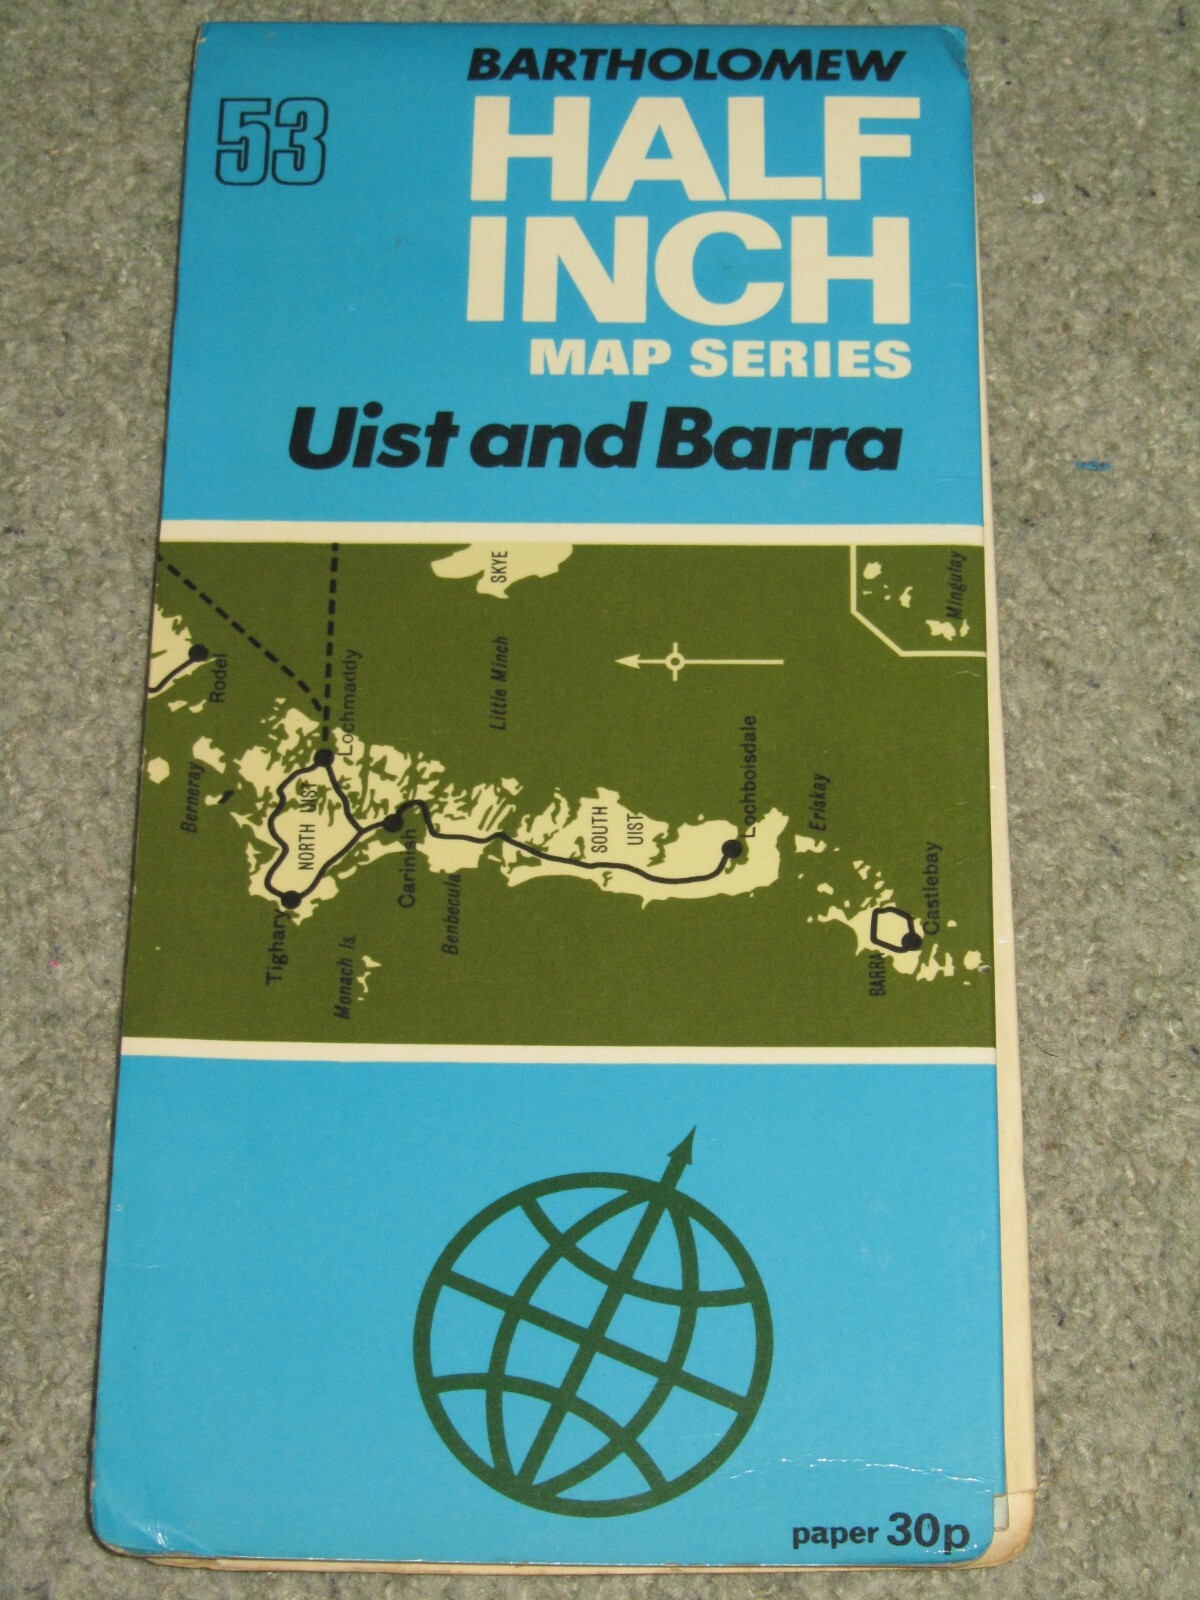 BARTHOLOMEW
53
HALF
INCH
MAP SERIES
Uist and Barra
SKYE
Mingulay
Little Minch
Rodel
Lochmaddy
Berneray
NORTH UIST
Lochboisdale
Eriskay
SOUTH
UIST
Carinish
Castlebay
Benbecula
Tighary
Monach Is
BARRA
paper 30p